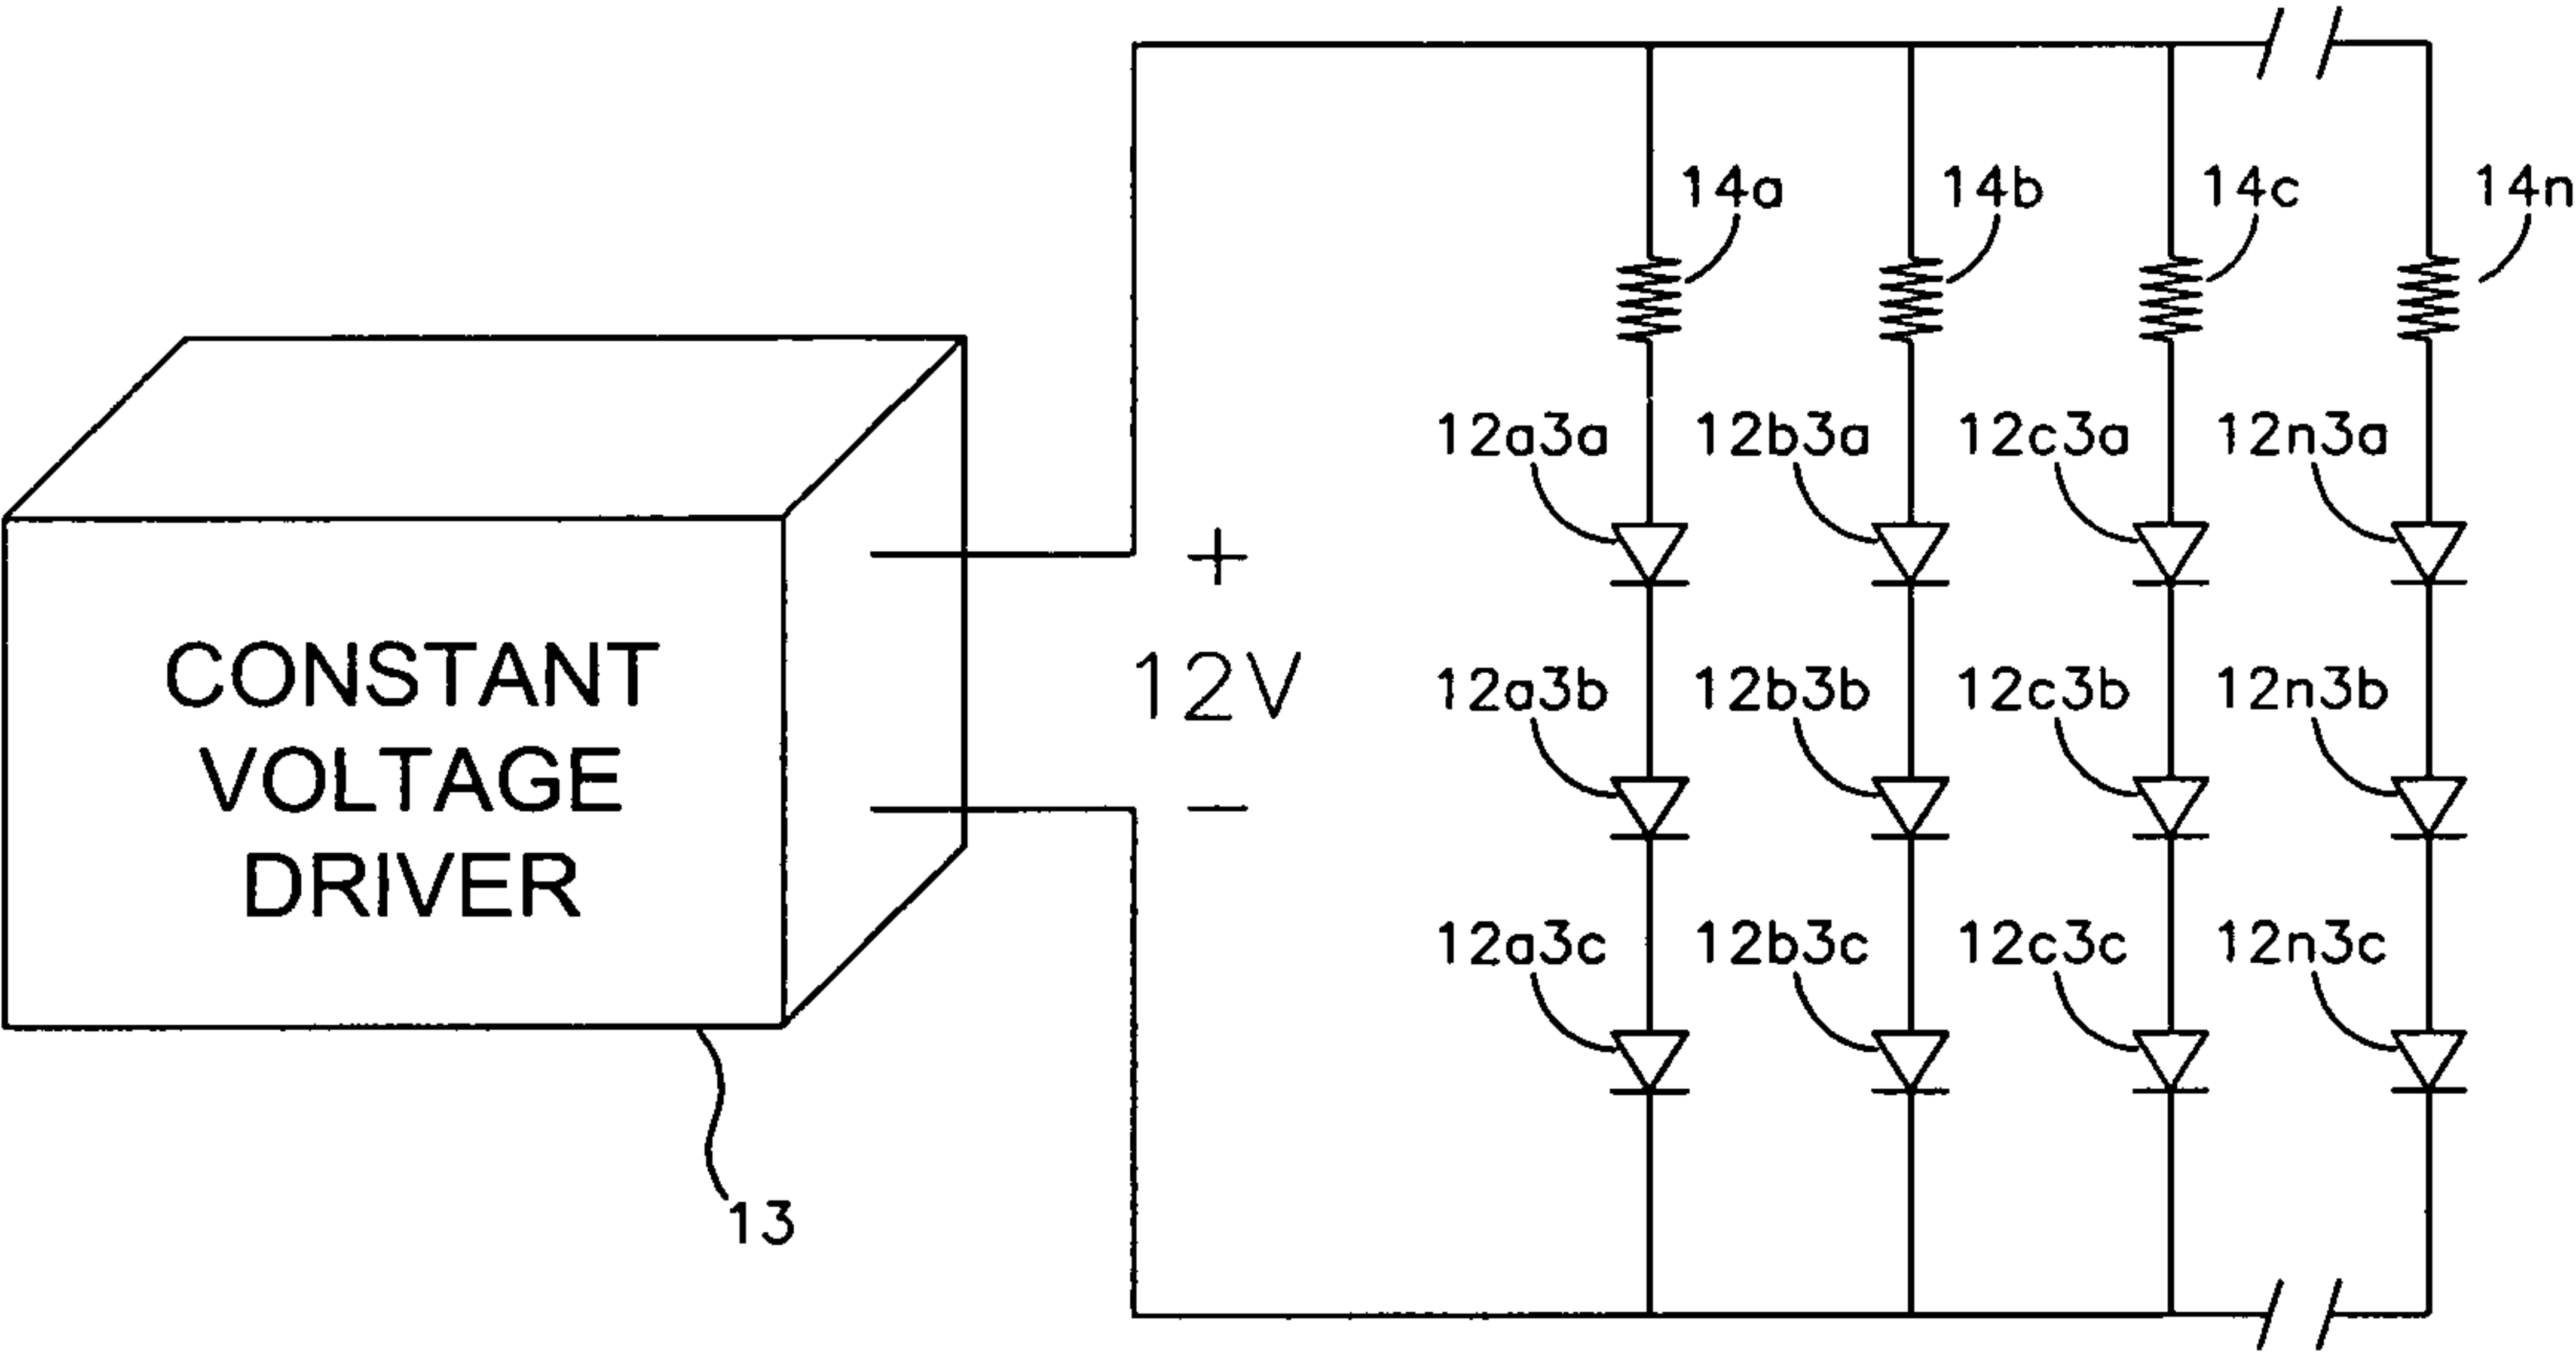 14a 14b 14c 14n
12a3a 12b3a 12c3a 12n3a
+
12V
−
CONSTANT
VOLTAGE
DRIVER
12a3b 12b3b 12c3b 12n3b
12a3c 12b3c 12c3c 12n3c
13